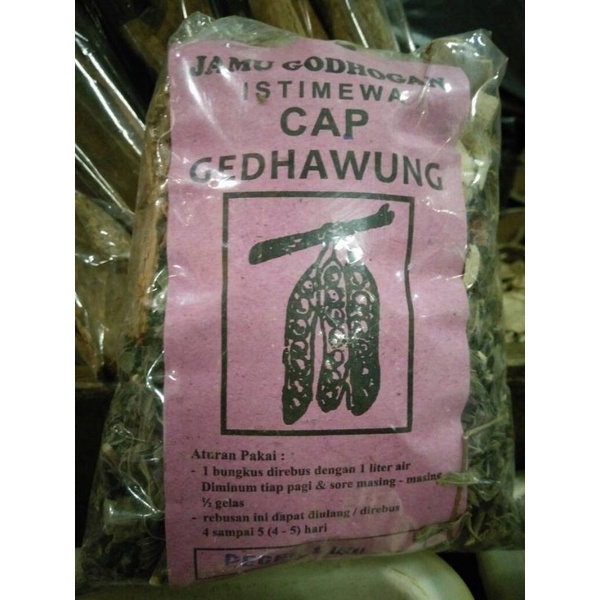 JAMU GODHOGAN
ISTIMEWA
CAP
GEDHAWUNG
Aturan Pakai :
- 1 bungkus direbus dengan 1 liter air
Diminum tiap pagi & sore masing - masing
½ gelas
- rebusan ini dapat diulang / direbus
4 sampai 5 (4 - 5) hari